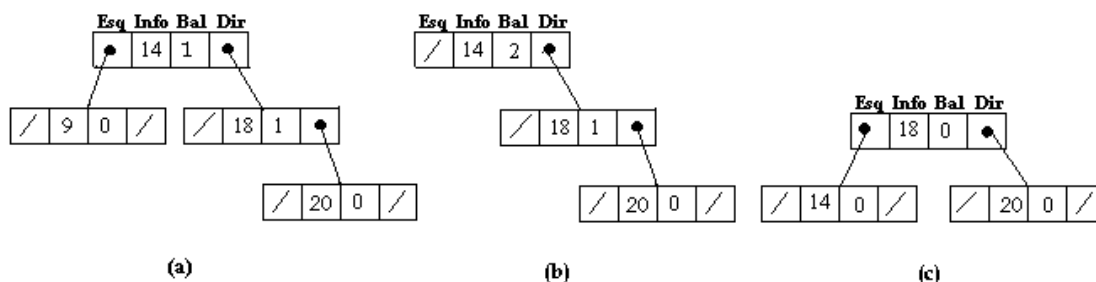 Esq Info Bal Dir
14 1
/ 9 0 /
/ 18 1
/ 20 0 /
(a)
Esq Info Bal Dir
/ 14 2
/ 18 1
/ 20 0 /
(b)
Esq Info Bal Dir
18 0
/ 14 0 /
/ 20 0 /
(c)